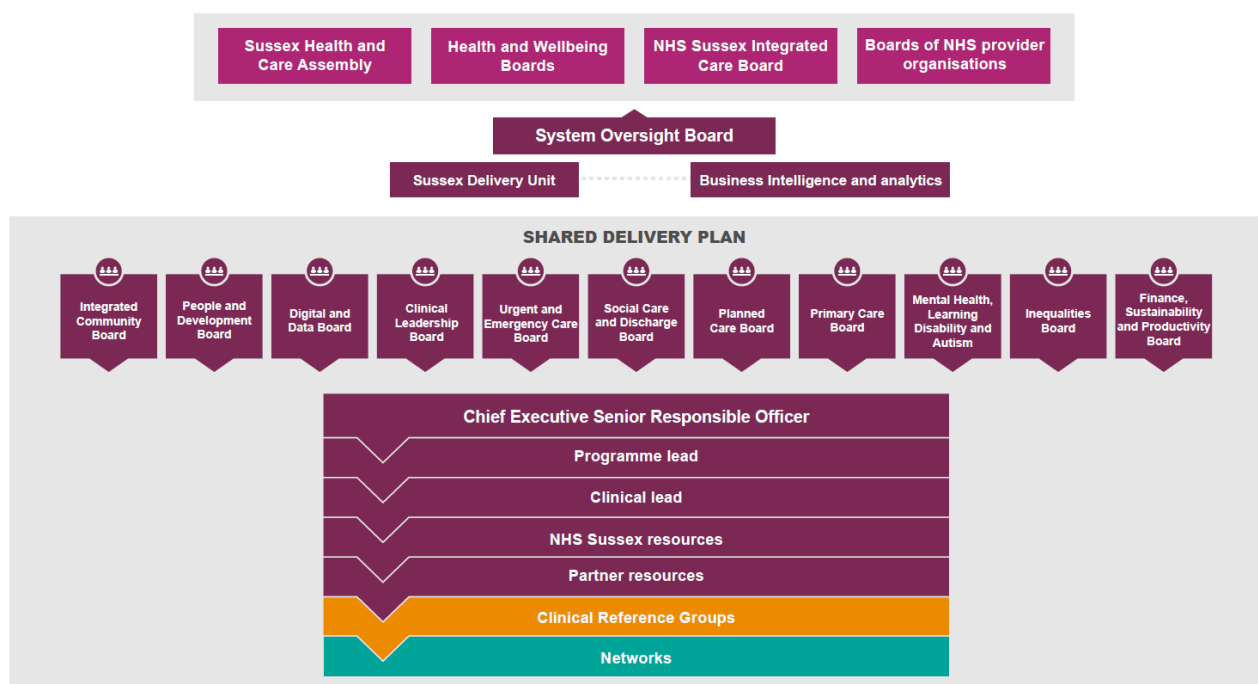 Sussex Health and
Care Assembly
Health and Wellbeing
Boards
NHS Sussex Integrated
Care Board
Boards of NHS provider
organisations
System Oversight Board
Sussex Delivery Unit
Business Intelligence and analytics
SHARED DELIVERY PLAN
Integrated
Community
Board
People and
Development
Board
Digital and
Data Board
Clinical
Leadership
Board
Urgent and
Emergency Care
Board
Social Care
and Discharge
Board
Planned
Care Board
Primary Care
Board
Mental Health,
Learning
Disability and
Autism
Inequalities
Board
Finance,
Sustainability
and Productivity
Board
Chief Executive Senior Responsible Officer
Programme lead
Clinical lead
NHS Sussex resources
Partner resources
Clinical Reference Groups
Networks